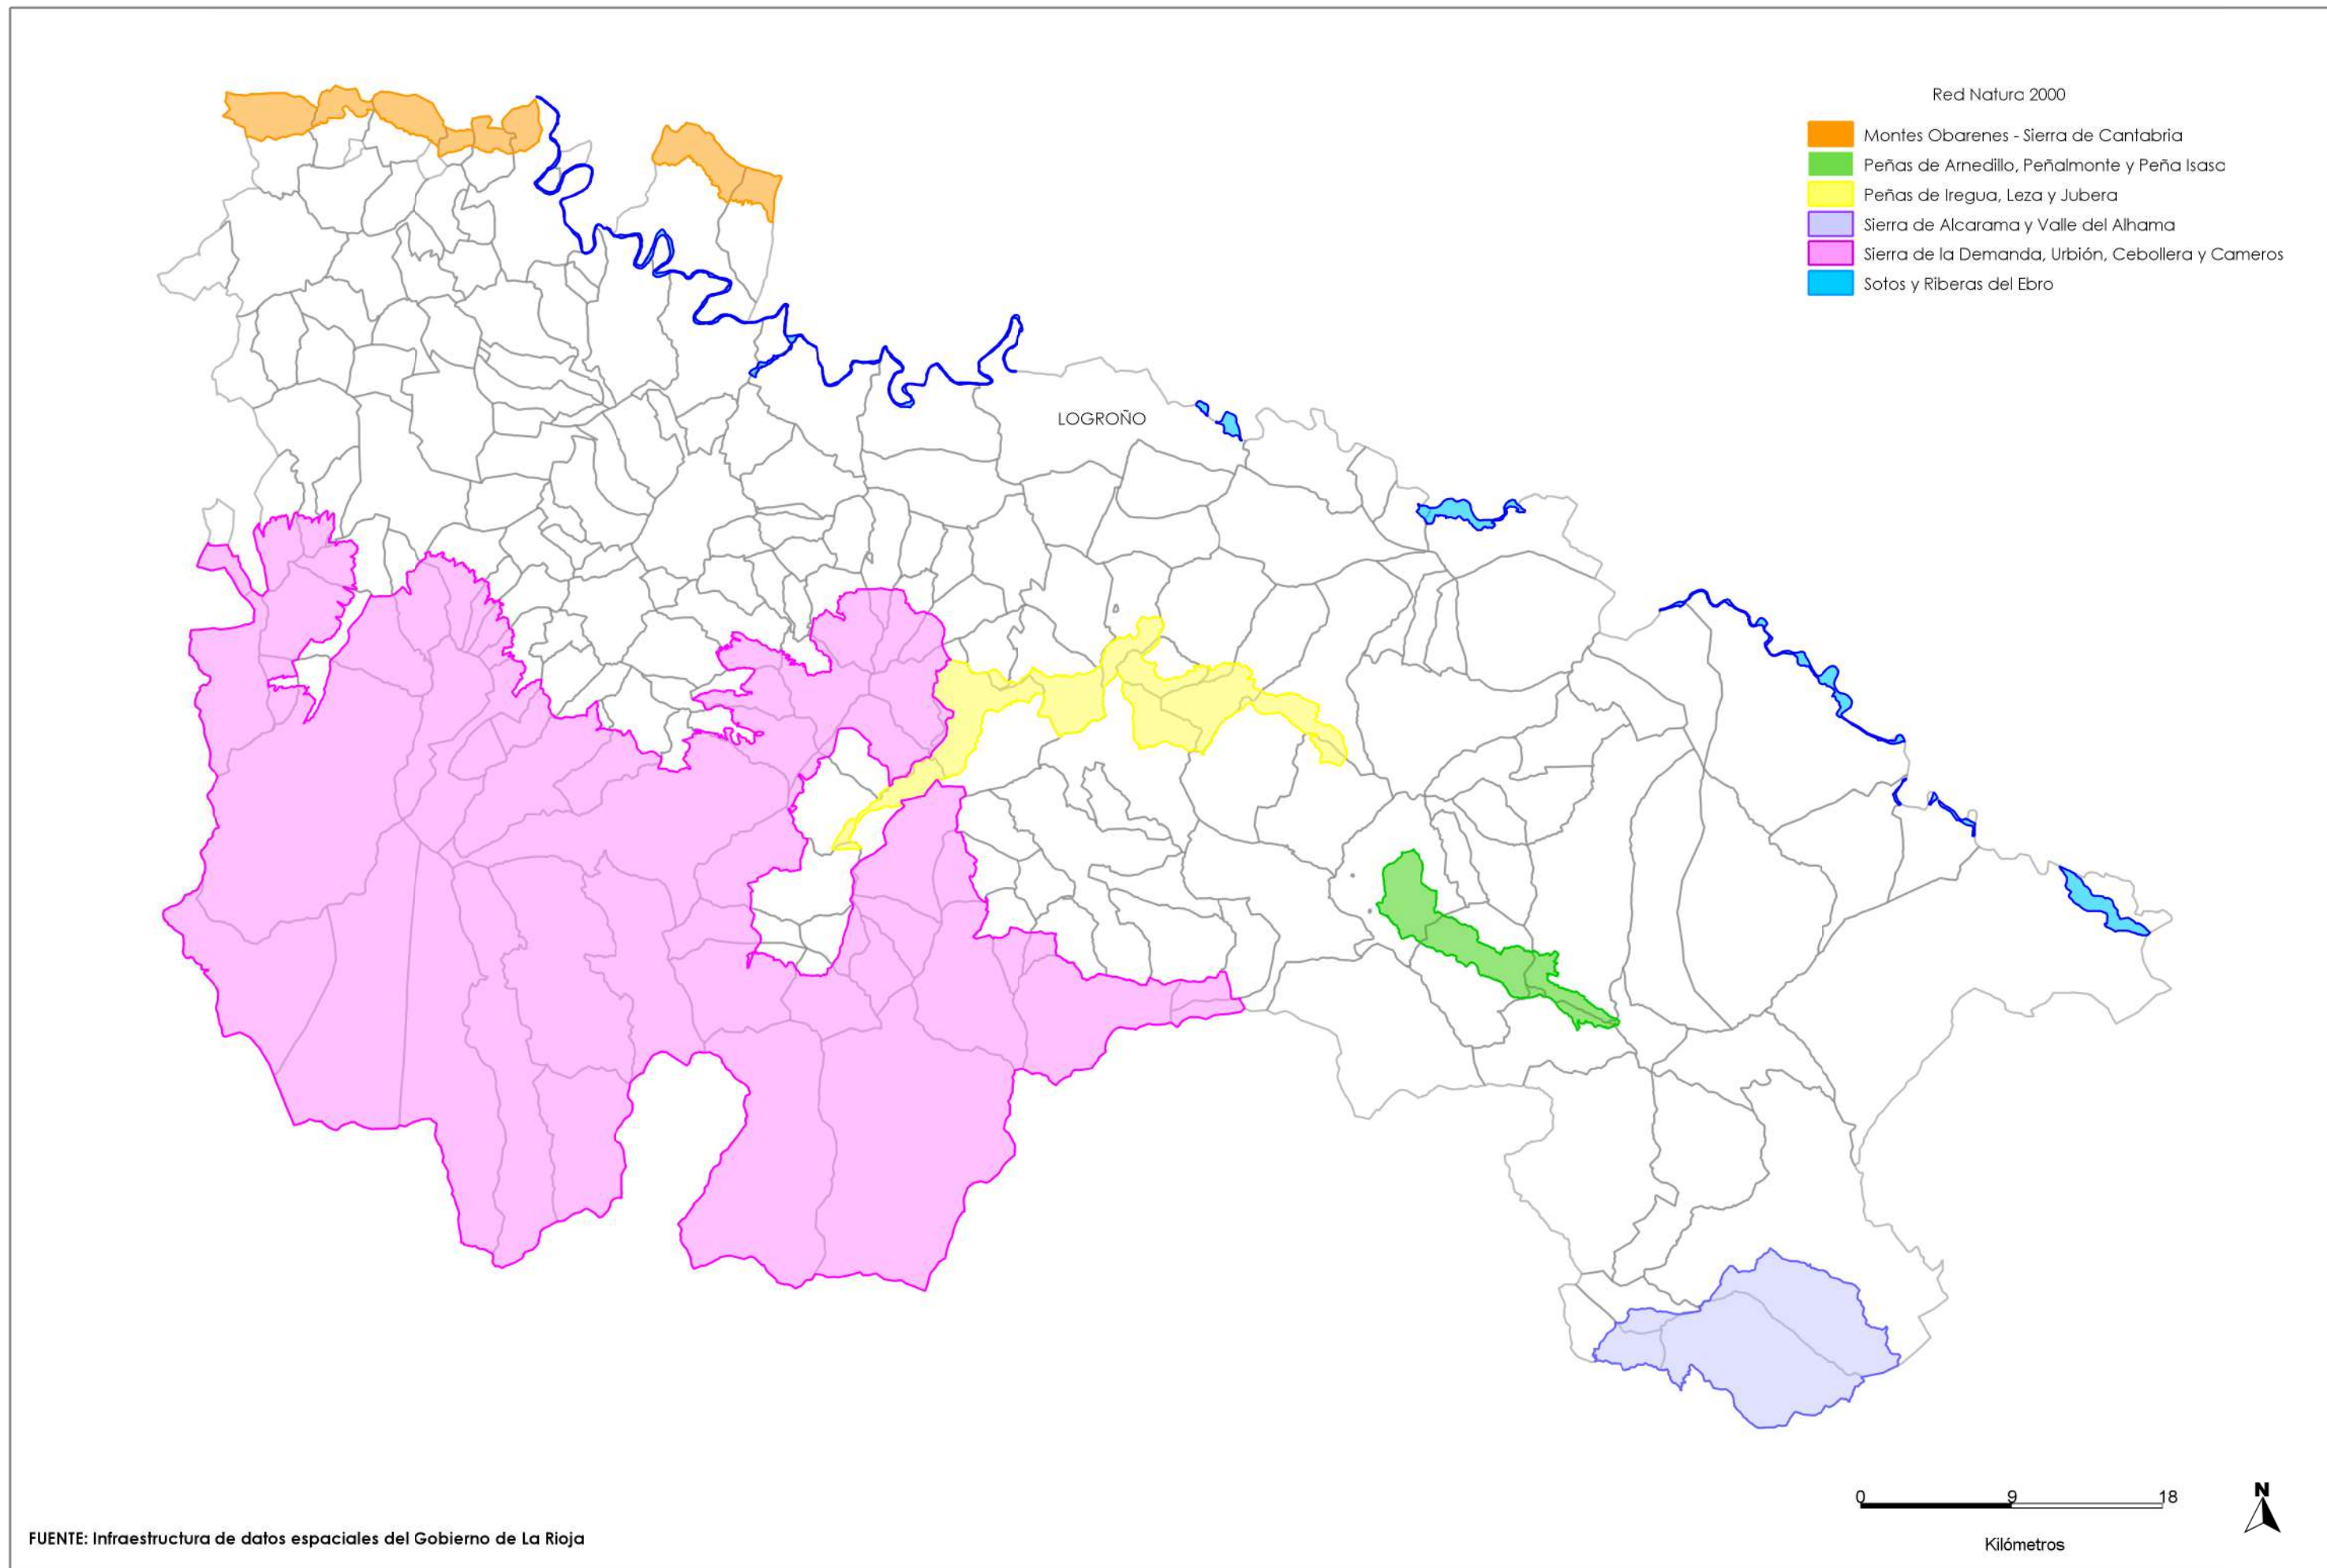 Red Natura 2000
Montes Obarenes - Sierra de Cantabria
Peñas de Arnedillo, Peñalmonte y Peña Isasa
Peñas de Iregua, Leza y Jubera
Sierra de Alcarama y Valle del Alhama
Sierra de la Demanda, Urbión, Cebollera y Cameros
Sotos y Riberas del Ebro
LOGROÑO
0 9 18
Kilómetros
N
FUENTE: Infraestructura de datos espaciales del Gobierno de La Rioja